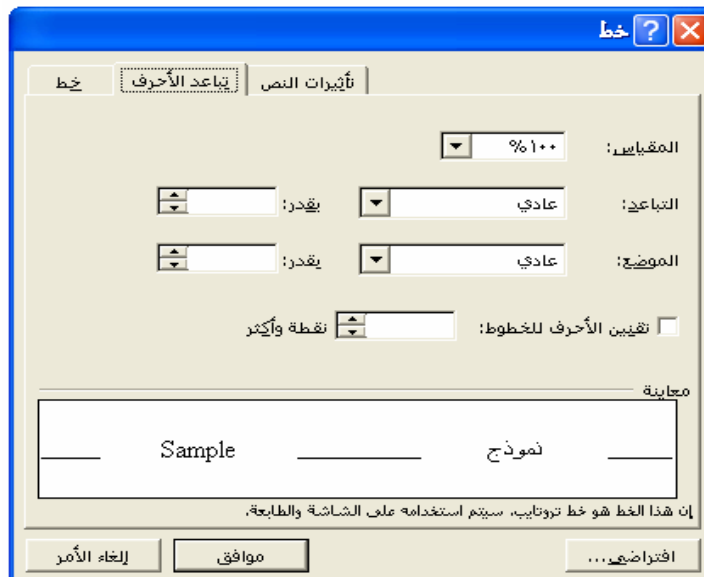 خط
خط تباعد الأحرف تأثيرات النص
المقياس: %١٠٠
التباعد: عادي بقدر:
الموضع: عادي بقدر:
تقنين الأحرف للخطوط: نقطة وأكثر
معاينة
نموذج Sample
إن هذا الخط هو خط تروتايب، سيتم استخدامه على الشاشة والطابعة.
افتراضي... موافق إلغاء الأمر